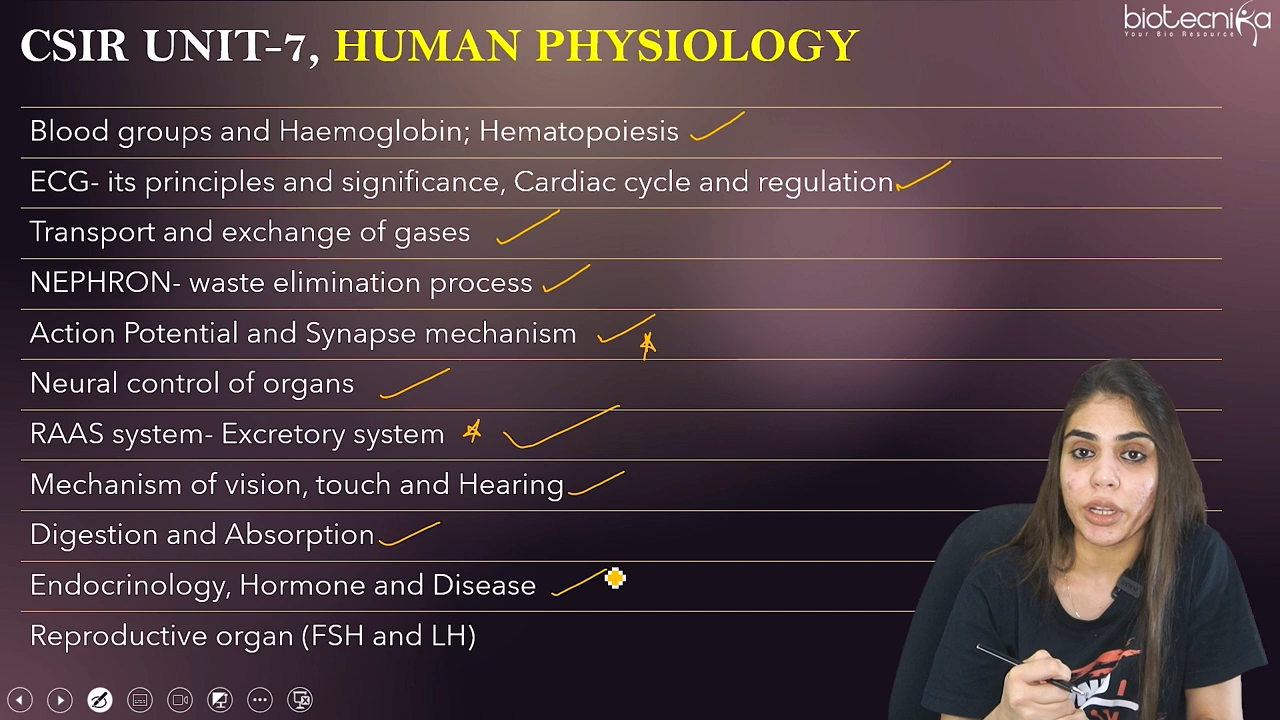 CSIR UNIT-7, HUMAN PHYSIOLOGY
biotecnika
Your Bio Resource
Blood groups and Haemoglobin; Hematopoiesis
ECG- its principles and significance, Cardiac cycle and regulation
Transport and exchange of gases
NEPHRON- waste elimination process
Action Potential and Synapse mechanism
Neural control of organs
RAAS system- Excretory system
Mechanism of vision, touch and Hearing
Digestion and Absorption
Endocrinology, Hormone and Disease
Reproductive organ (FSH and LH)